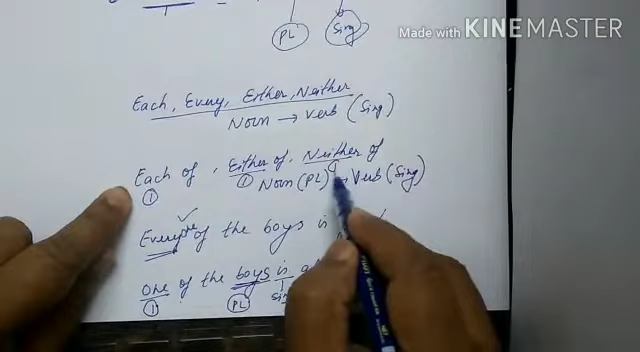 Made with KINEMASTER
PL
Sing
Each, Every, Either, Neither
Noun → verb (Sing)
Each of, Either of, Neither of
1 1 Noun (PL) → Verb (Sing)
Every of the boys is
One of the boys is
1 PL Sing